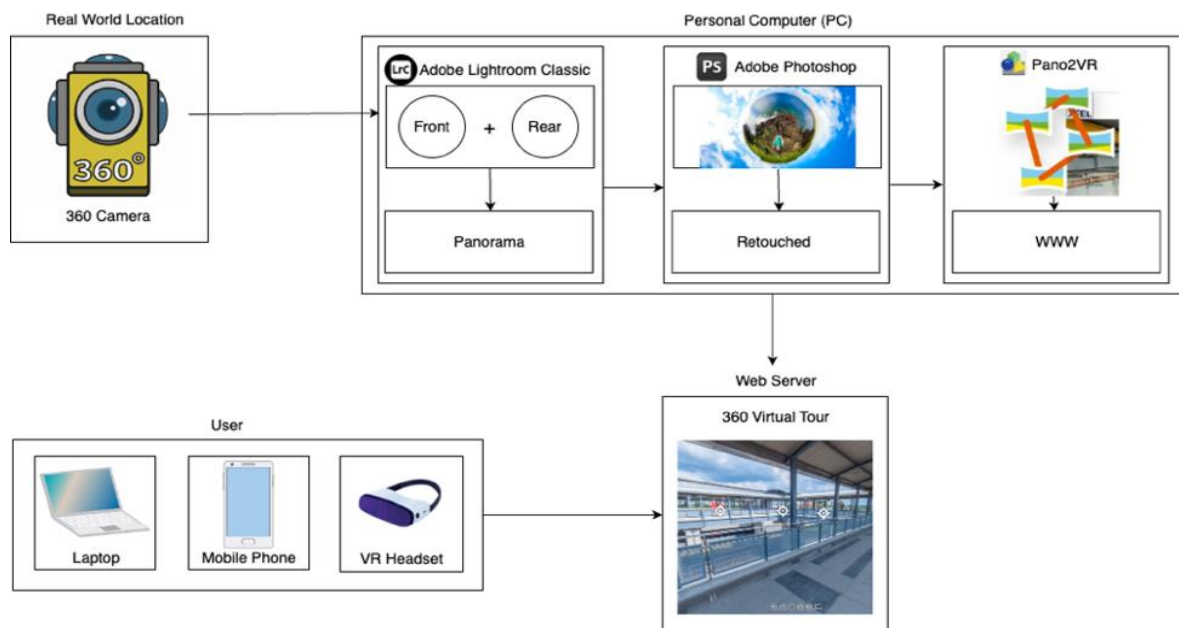 Real World Location
360°
360 Camera
Personal Computer (PC)
LrC Adobe Lightroom Classic
Front + Rear
Panorama
Ps Adobe Photoshop
Retouched
Pano2VR
WWW
Web Server
360 Virtual Tour
User
Laptop
Mobile Phone
VR Headset